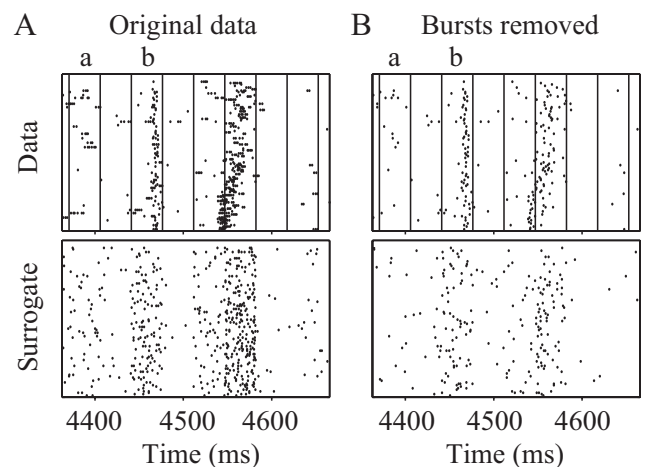 A Original data
B Bursts removed
a b
a b
Data
Surrogate
4400 4500 4600
4400 4500 4600
Time (ms)
Time (ms)